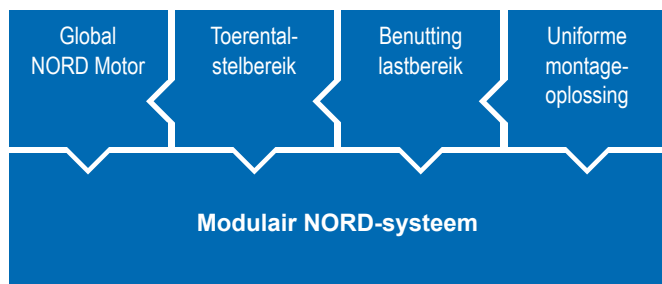 Global
NORD Motor
Toerental-
stelbereik
Benutting
lastbereik
Uniforme
montage-
oplossing
Modulair NORD-systeem